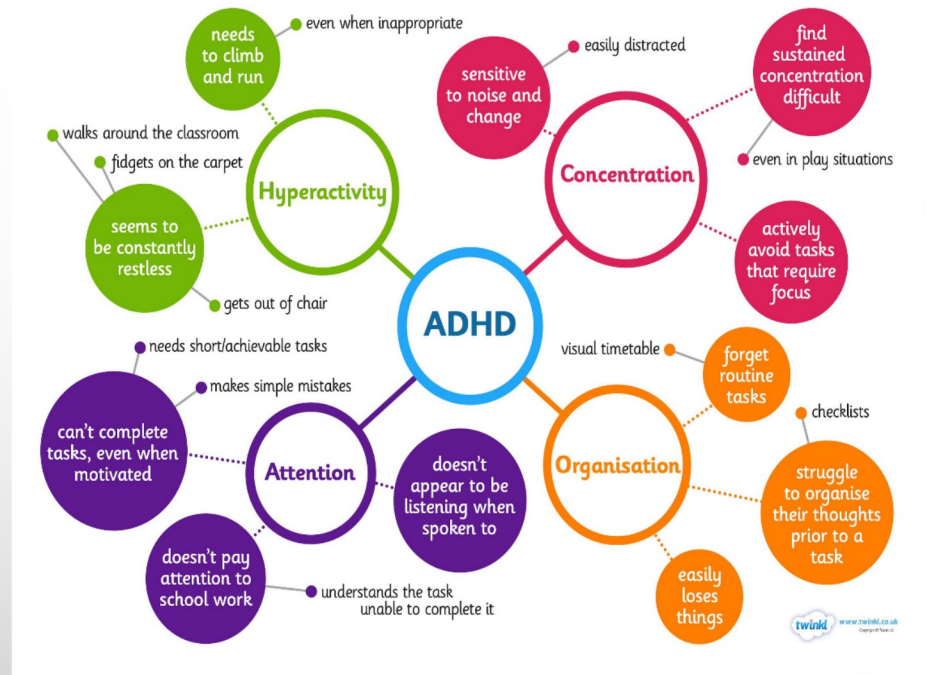 needs
to climb
and run
even when inappropriate
walks around the classroom
fidgets on the carpet
seems to
be constantly
restless
gets out of chair
Hyperactivity
sensitive
to noise and
change
easily distracted
find
sustained
concentration
difficult
even in play situations
Concentration
actively
avoid tasks
that require
focus
ADHD
needs short/achievable tasks
makes simple mistakes
can't complete
tasks, even when
motivated
Attention
doesn't
appear to be
listening when
spoken to
doesn't pay
attention to
school work
understands the task
unable to complete it
visual timetable
forget
routine
tasks
checklists
Organisation
struggle
to organise
their thoughts
prior to a
task
easily
loses
things
twinkl
www.twinkl.co.uk